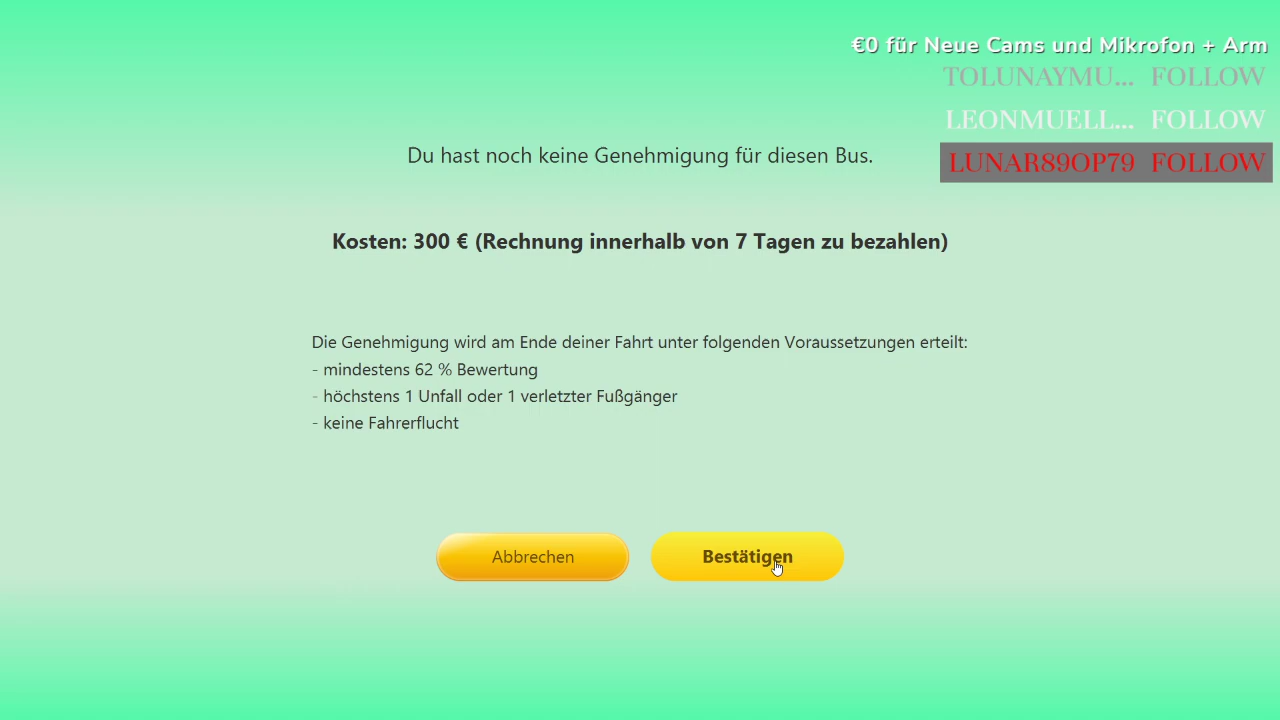 €0 für Neue Cams und Mikrofon + Arm
TOLUNAYMU... FOLLOW
LEONMUELL... FOLLOW
LUNAR89OP79 FOLLOW
Du hast noch keine Genehmigung für diesen Bus.
Kosten: 300 € (Rechnung innerhalb von 7 Tagen zu bezahlen)
Die Genehmigung wird am Ende deiner Fahrt unter folgenden Voraussetzungen erteilt:
- mindestens 62 % Bewertung
- höchstens 1 Unfall oder 1 verletzter Fußgänger
- keine Fahrerflucht
Abbrechen Bestätigen